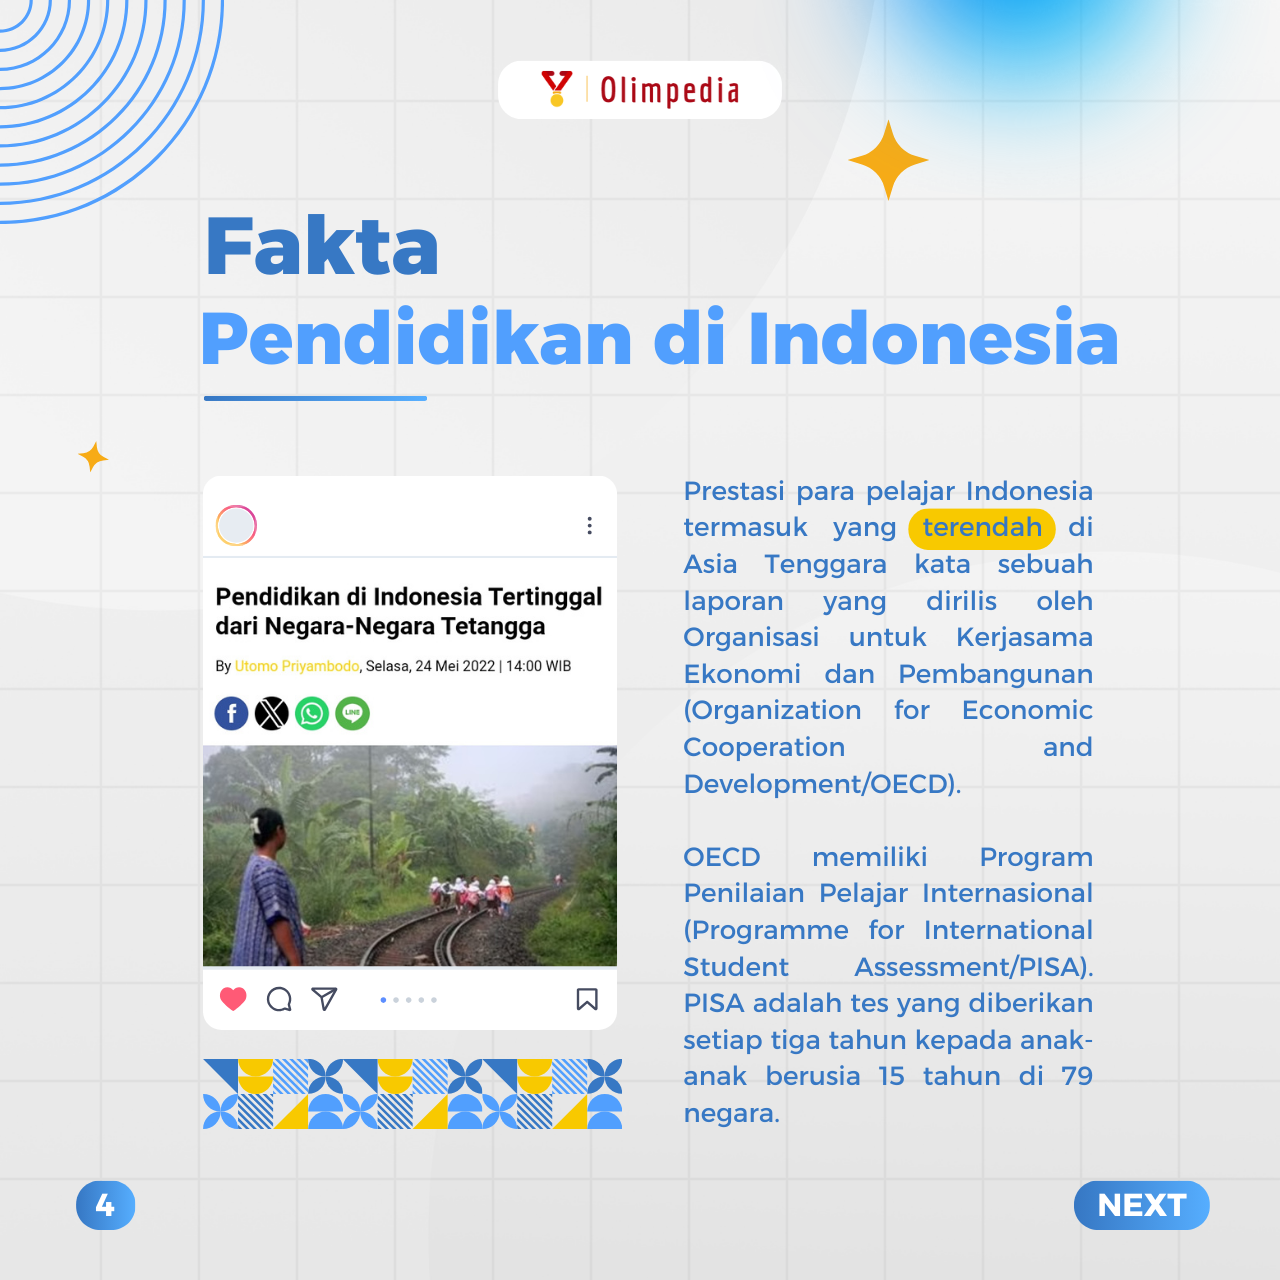 Olimpedia
Fakta
Pendidikan di Indonesia
Pendidikan di Indonesia Tertinggal
dari Negara-Negara Tetangga
By Utomo Priyambodo, Selasa, 24 Mei 2022 | 14:00 WIB
LINE
Prestasi para pelajar Indonesia
termasuk yang terendah di
Asia Tenggara kata sebuah
laporan yang dirilis oleh
Organisasi untuk Kerjasama
Ekonomi dan Pembangunan
(Organization for Economic
Cooperation and
Development/OECD).
OECD memiliki Program
Penilaian Pelajar Internasional
(Programme for International
Student Assessment/PISA).
PISA adalah tes yang diberikan
setiap tiga tahun kepada anak-
anak berusia 15 tahun di 79
negara.
4
NEXT